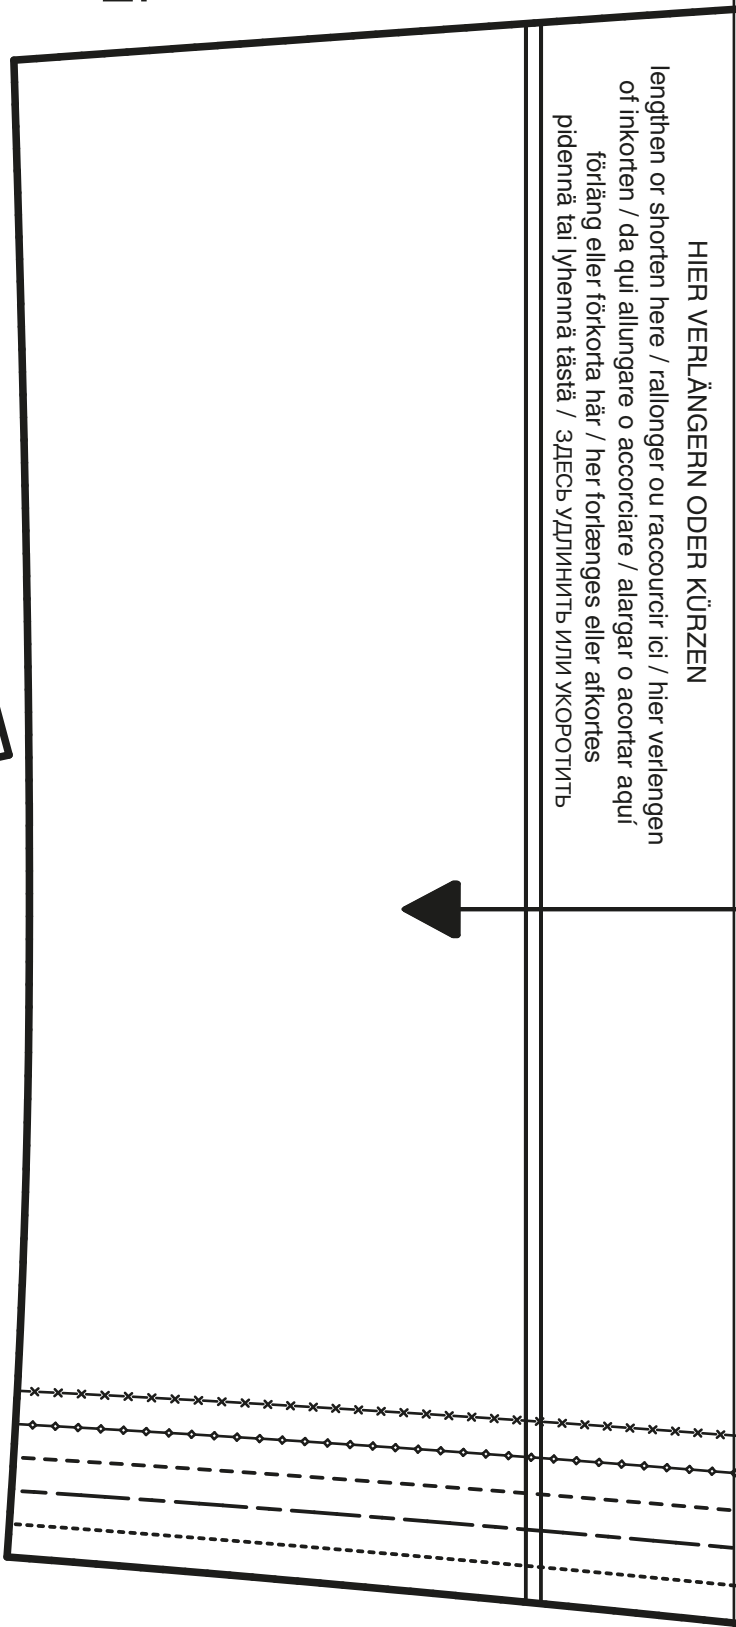 HIER VERLÄNGERN ODER KÜRZEN
lengthen or shorten here / rallonger ou raccourcir ici / hier verlengen
of inkorten / da qui allungare o accorciare / alargar o acortar aquí
förläng eller förkorta här / her forlænges eller afkortes
pidennä tai lyhennä tästä / ЗДЕСЬ УДЛИНИТЬ ИЛИ УКОРОТИТЬ